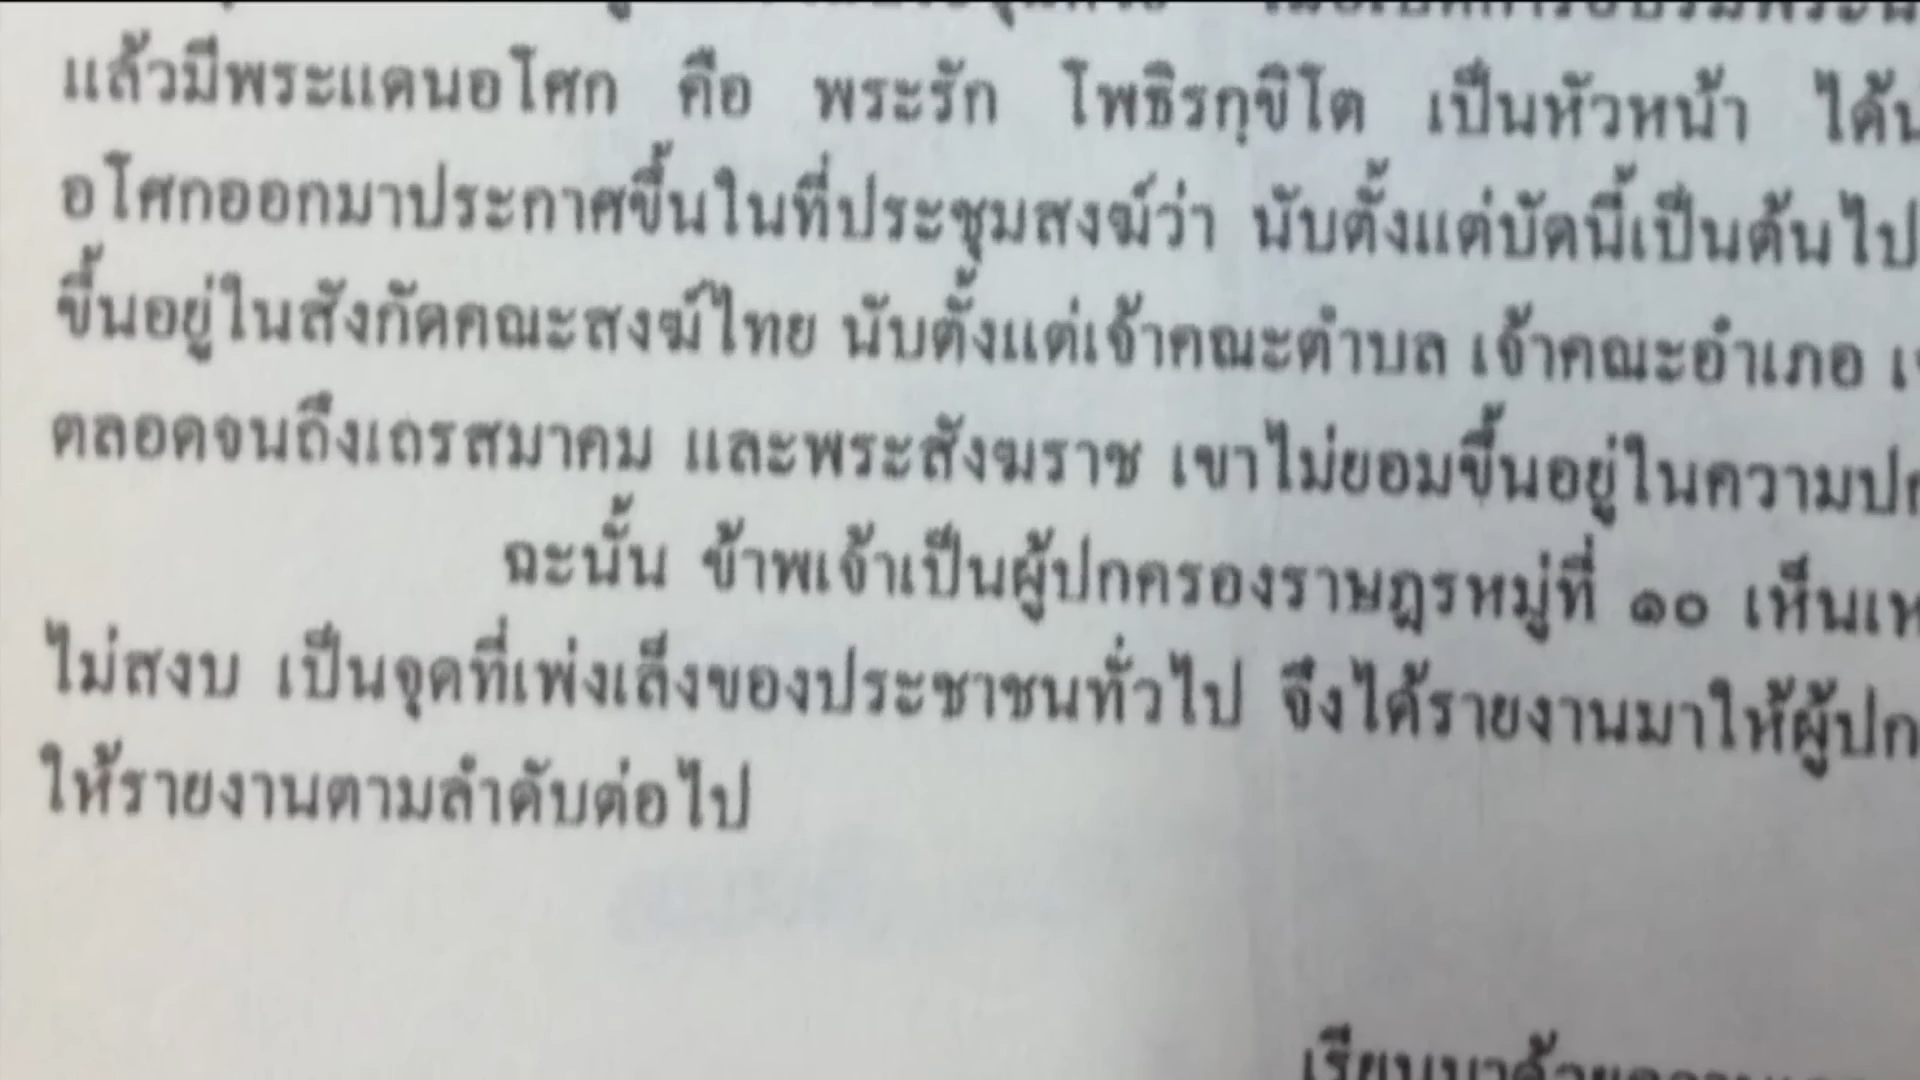 แล้วมีพระแดนอโศก คือ พระรัก โพธิรกฺขิโต เป็นหัวหน้า
อโศกออกมาประกาศขึ้นในที่ประชุมสงฆ์ว่า นับตั้งแต่บัดนี้เป็นต้นไป
ขึ้นอยู่ในสังกัดคณะสงฆ์ไทย นับตั้งแต่เจ้าคณะตำบล เจ้าคณะอำเภอ
ตลอดจนถึงเถรสมาคม และพระสังฆราช เขาไม่ยอมขึ้นอยู่ในความ
ฉะนั้น ข้าพเจ้าเป็นผู้ปกครองราษฎรหมู่ที่ ๑๐ เห็น
ไม่สงบ เป็นจุดที่เพ่งเล็งของประชาชนทั่วไป จึงได้รายงานมาให้
ให้รายงานตามลำดับต่อไป